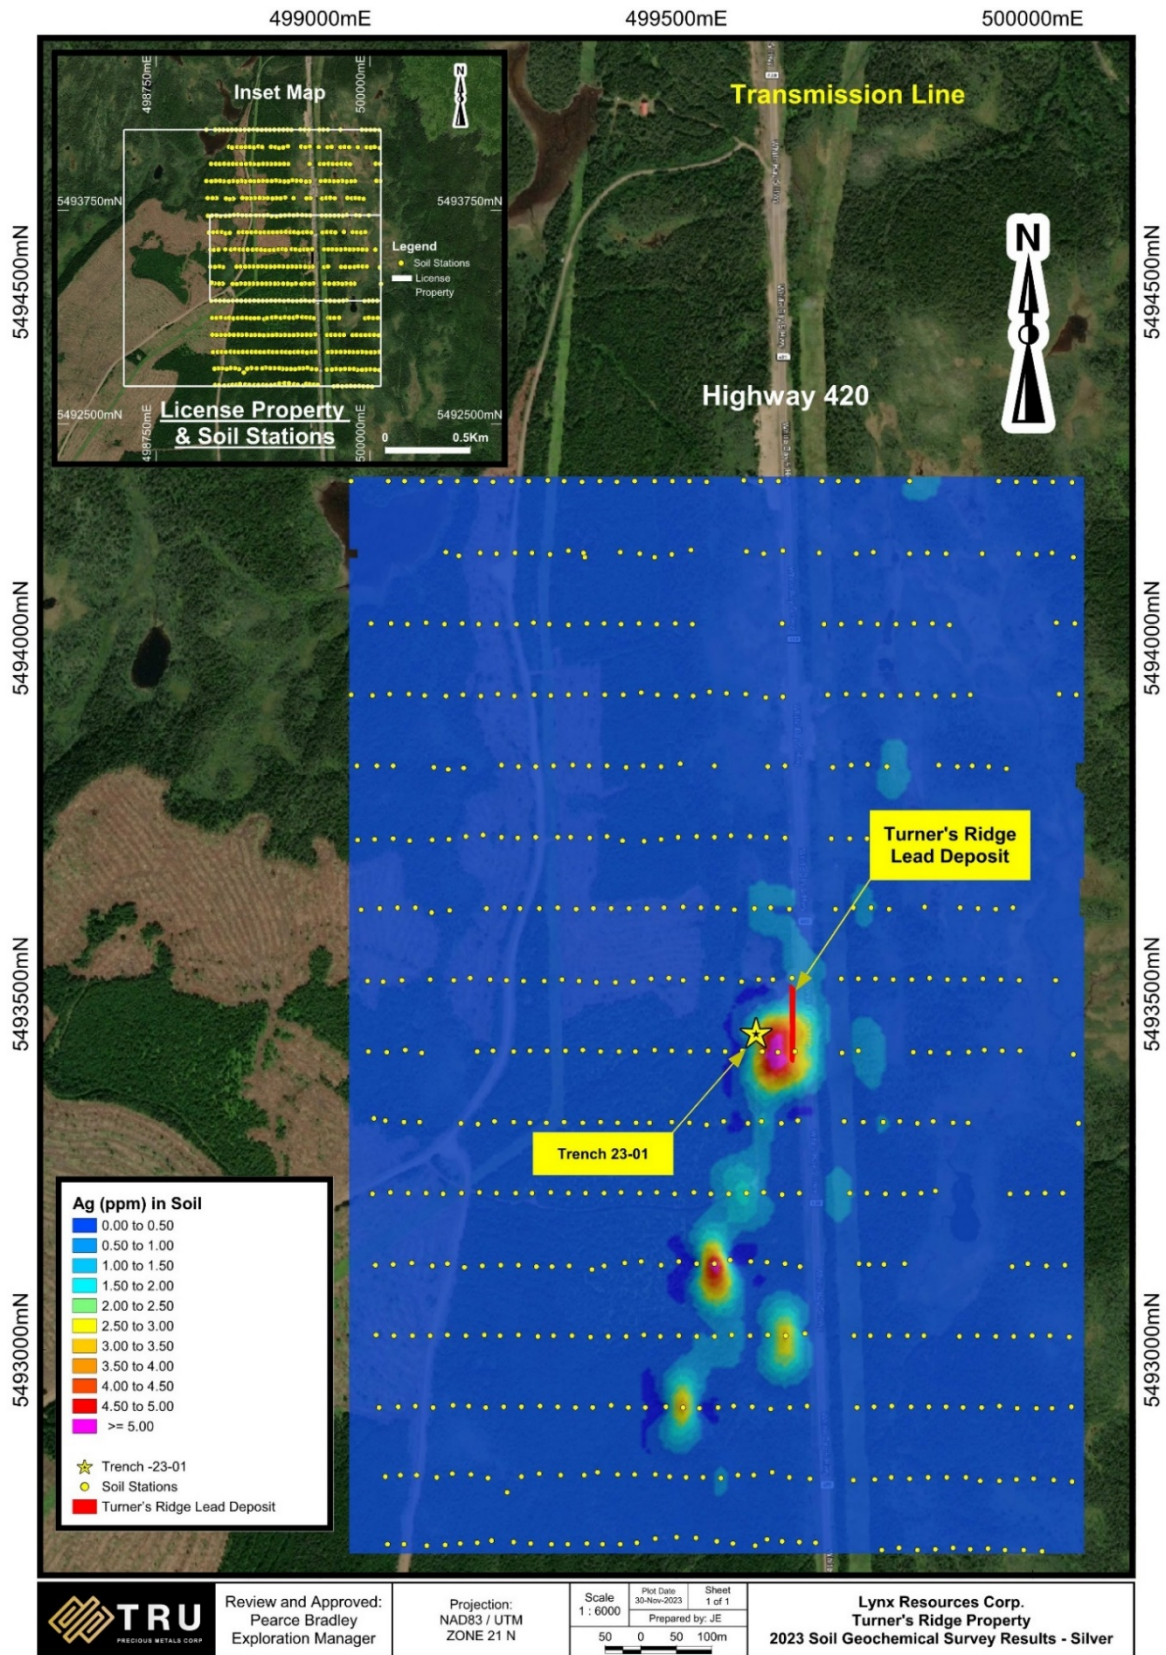 499000mE
499500mE
500000mE
Inset Map
498750mE
500000mE
N
5493750mN
5493750mN
Legend
Soil Stations
License
Property
5492500mN
5492500mN
498750mE
500000mE
License Property
& Soil Stations
0
0.5Km
Transmission Line
N
Highway 420
5494500mN
5494500mN
5494000mN
5494000mN
Turner's Ridge
Lead Deposit
5493500mN
5493500mN
Trench 23-01
5493000mN
5493000mN
Ag (ppm) in Soil
0.00 to 0.50
0.50 to 1.00
1.00 to 1.50
1.50 to 2.00
2.00 to 2.50
2.50 to 3.00
3.00 to 3.50
3.50 to 4.00
4.00 to 4.50
4.50 to 5.00
>= 5.00
Trench -23-01
Soil Stations
Turner's Ridge Lead Deposit
TRU
PRECIOUS METALS CORP
Review and Approved:
Pearce Bradley
Exploration Manager
Projection:
NAD83 / UTM
ZONE 21 N
Scale
1 : 6000
Plot Date
30-Nov-2023
Sheet
1 of 1
Prepared by: JE
50 0 50 100m
Lynx Resources Corp.
Turner's Ridge Property
2023 Soil Geochemical Survey Results - Silver